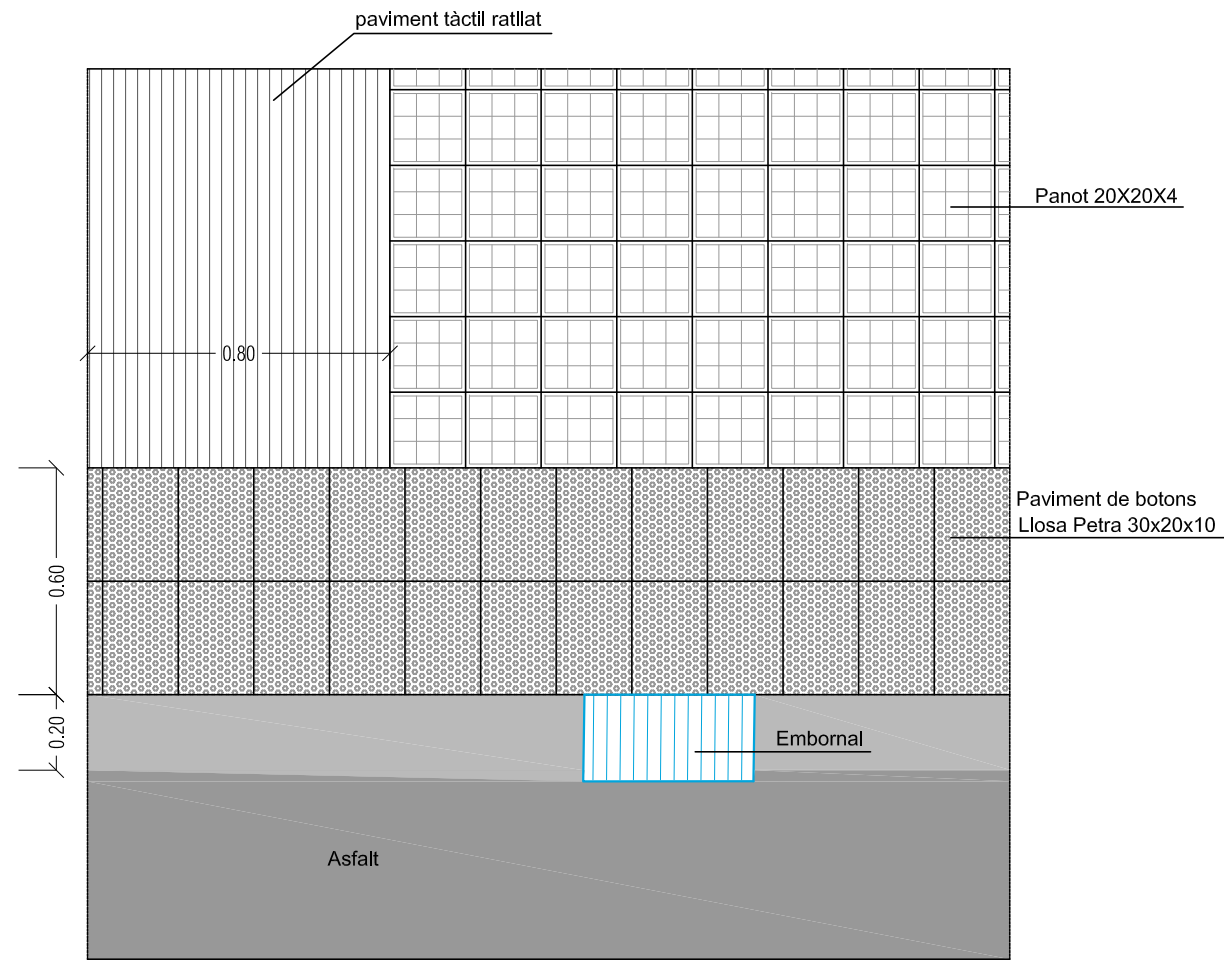 paviment tàctil ratllat
Panot 20X20X4
0.80
Paviment de botons
Llosa Petra 30x20x10
0.60
0.20
Embornal
Asfalt